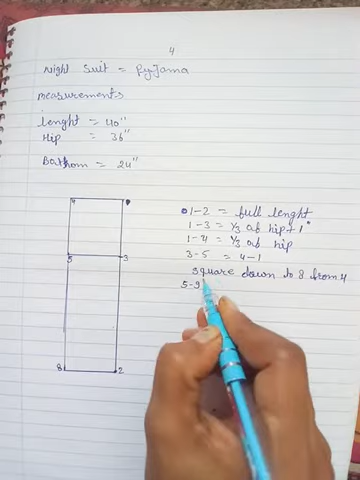 4
Night Suit = Pyjama
Measurements
lenght = 40"
Hip = 36"
Bottom = 24"
4
1-2 = full lenght
1-3 = 1/3 of hip + 1"
1-4 = 1/3 of hip
5 3
3-5 = 4-1
square down to 8 from 4
5-9
8 2